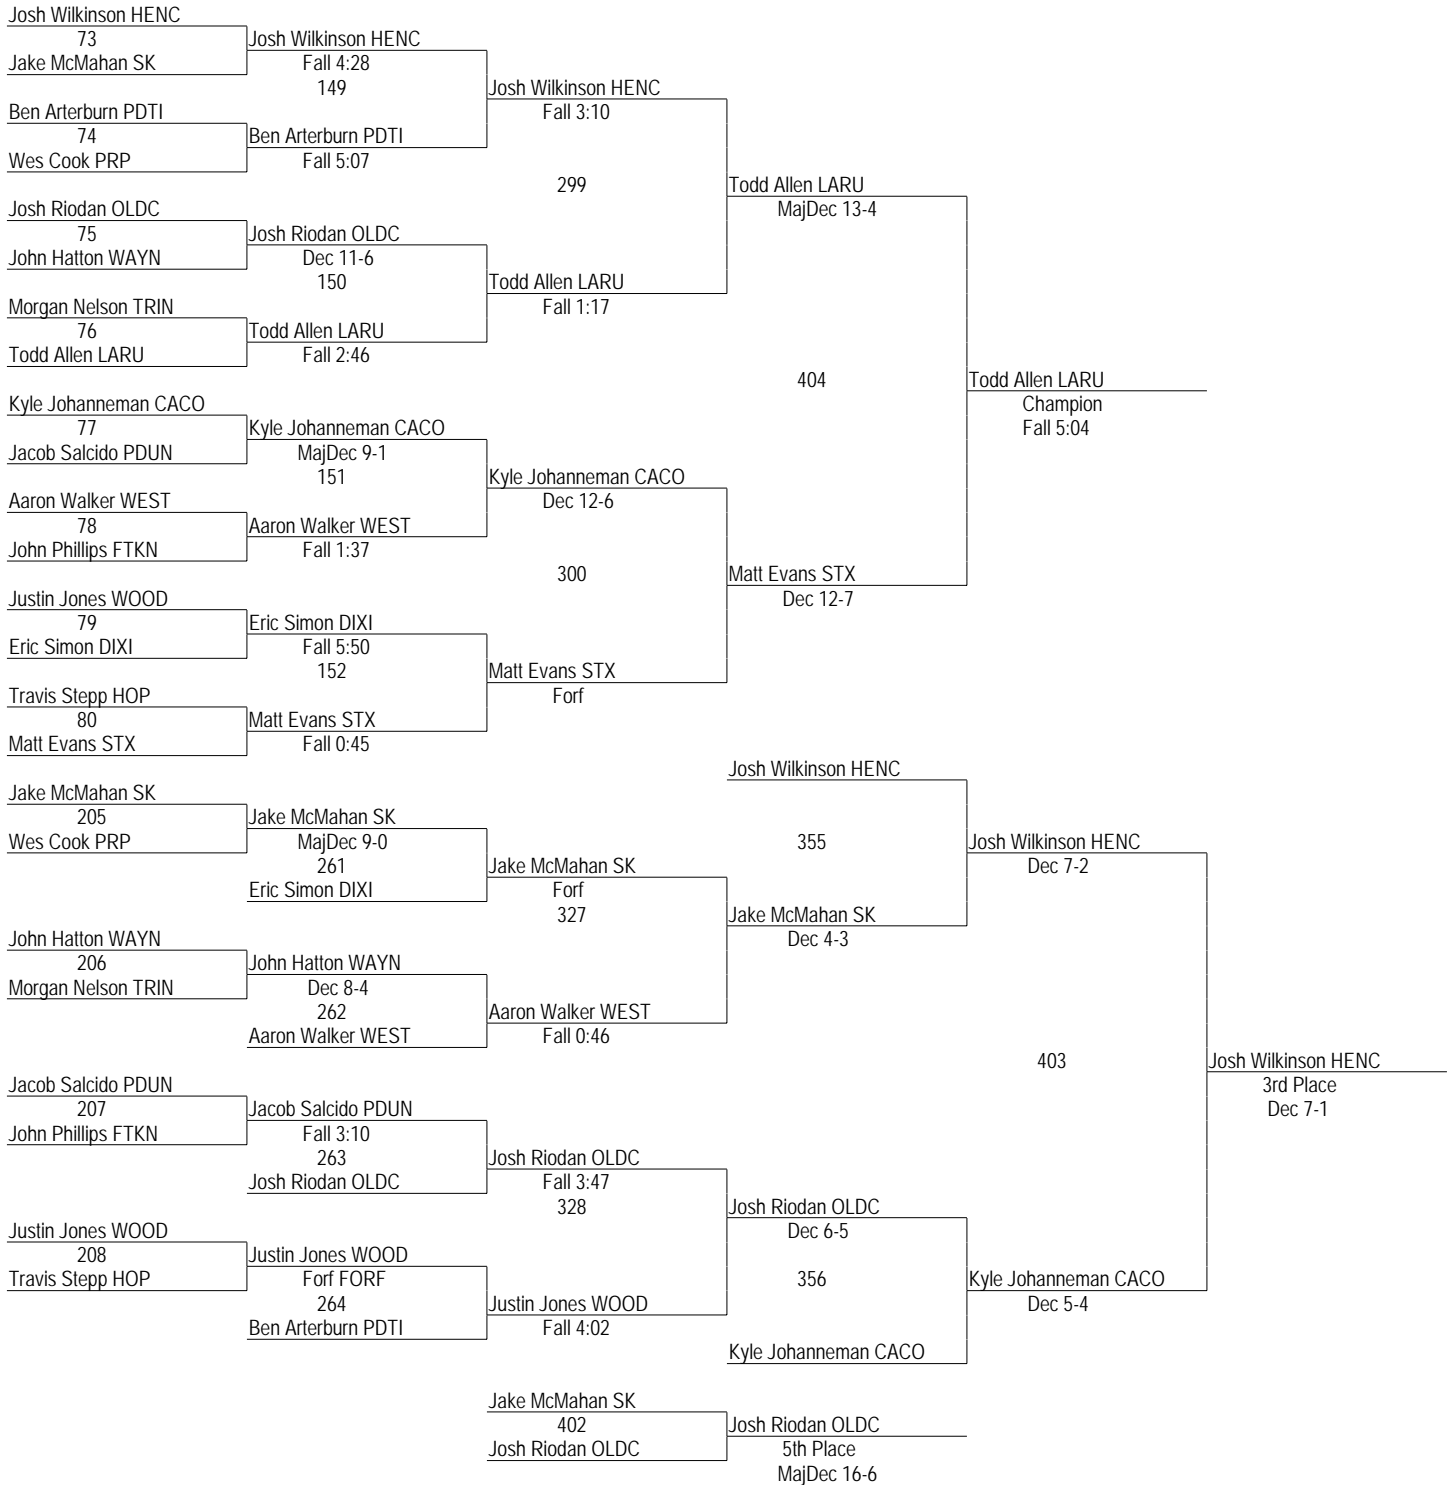 Josh Wilkinson HENC
73
Jake McMahan SK
Ben Arterburn PDTI
74
Wes Cook PRP
Josh Riodan OLDC
75
John Hatton WAYN
Morgan Nelson TRIN
76
Todd Allen LARU
Kyle Johanneman CACO
77
Jacob Salcido PDUN
Aaron Walker WEST
78
John Phillips FTKN
Justin Jones WOOD
79
Eric Simon DIXI
Travis Stepp HOP
80
Matt Evans STX
Josh Wilkinson HENC
Fall 4:28
149
Ben Arterburn PDTI
Fall 5:07
Josh Riodan OLDC
Dec 11-6
150
Todd Allen LARU
Fall 2:46
Kyle Johanneman CACO
MajDec 9-1
151
Aaron Walker WEST
Fall 1:37
Eric Simon DIXI
Fall 5:50
152
Matt Evans STX
Fall 0:45
Josh Wilkinson HENC
Fall 3:10
299
Todd Allen LARU
Fall 1:17
Kyle Johanneman CACO
Dec 12-6
300
Matt Evans STX
Forf
Todd Allen LARU
MajDec 13-4
404
Matt Evans STX
Dec 12-7
Todd Allen LARU
Champion
Fall 5:04
Jake McMahan SK
205
Wes Cook PRP
John Hatton WAYN
206
Morgan Nelson TRIN
Jacob Salcido PDUN
207
John Phillips FTKN
Justin Jones WOOD
208
Travis Stepp HOP
Jake McMahan SK
MajDec 9-0
261
Eric Simon DIXI
John Hatton WAYN
Dec 8-4
262
Aaron Walker WEST
Jacob Salcido PDUN
Fall 3:10
263
Josh Riodan OLDC
Justin Jones WOOD
Forf FORF
264
Ben Arterburn PDTI
Jake McMahan SK
Forf
327
Aaron Walker WEST
Fall 0:46
Josh Riodan OLDC
Fall 3:47
328
Justin Jones WOOD
Fall 4:02
Josh Wilkinson HENC
355
Jake McMahan SK
Dec 4-3
Josh Riodan OLDC
Dec 6-5
356
Kyle Johanneman CACO
Josh Wilkinson HENC
Dec 7-2
403
Kyle Johanneman CACO
Dec 5-4
Josh Wilkinson HENC
3rd Place
Dec 7-1
Jake McMahan SK
402
Josh Riodan OLDC
Josh Riodan OLDC
5th Place
MajDec 16-6